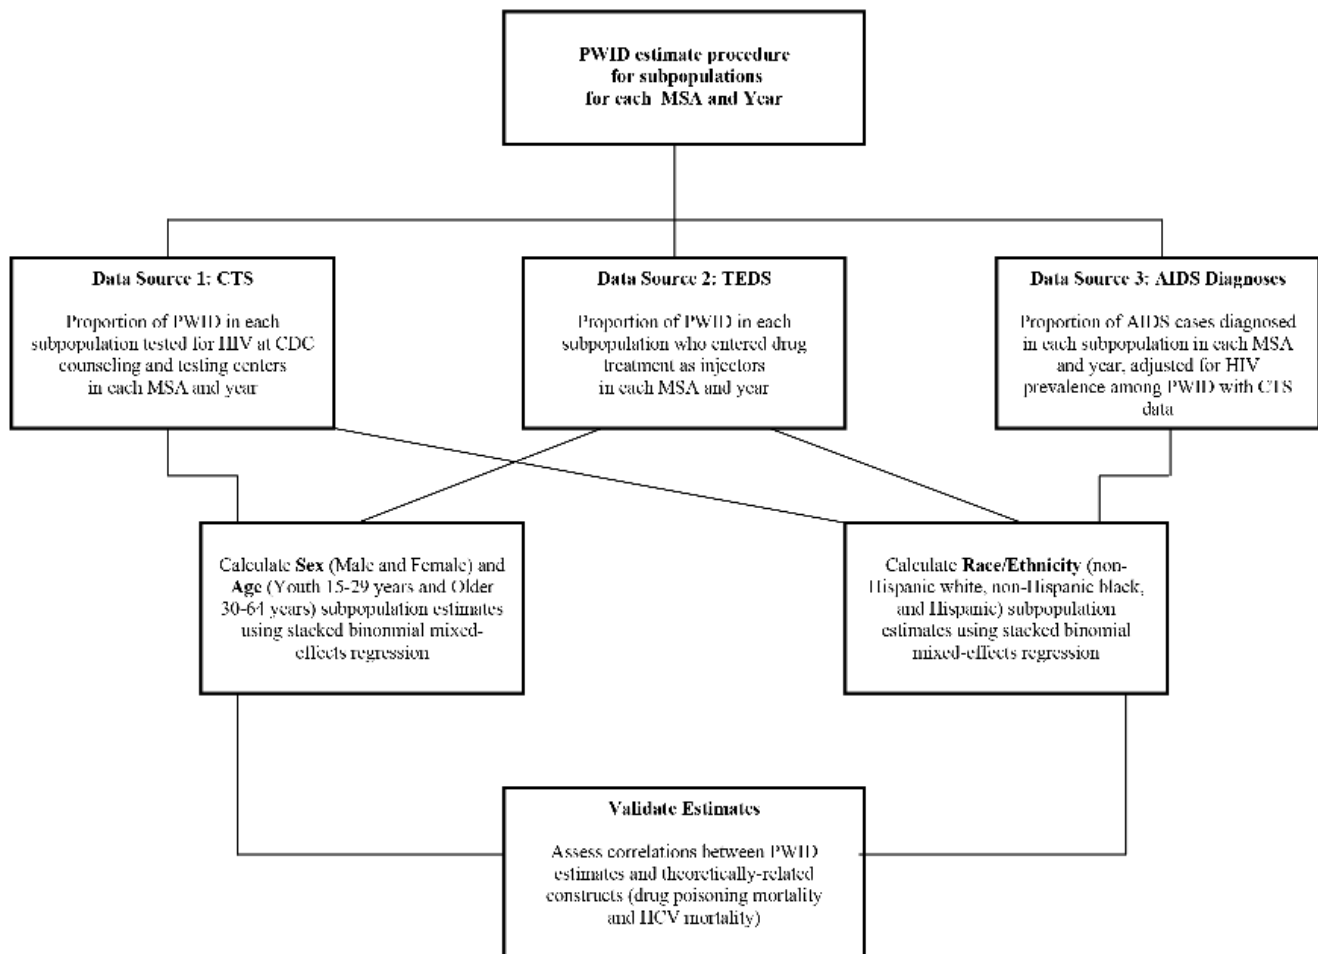 PWID estimate procedure
for subpopulations
for each MSA and Year
Data Source 1: CTS
Proportion of PWID in each
subpopulation tested for HIV at CDC
counseling and testing centers
in each MSA and year
Data Source 2: TEDS
Proportion of PWID in each
subpopulation who entered drug
treatment as injectors
in each MSA and year
Data Source 3: AIDS Diagnoses
Proportion of AIDS cases diagnosed
in each subpopulation in each MSA
and year, adjusted for HIV
prevalence among PWID with CTS
data
Calculate Sex (Male and Female) and
Age (Youth 15-29 years and Older
30-64 years) subpopulation estimates
using stacked binonmial mixed-
effects regression
Calculate Race/Ethnicity (non-
Hispanic white, non-Hispanic black,
and Hispanic) subpopulation
estimates using stacked binomial
mixed-effects regression
Validate Estimates
Assess correlations between PWID
estimates and theoretically-related
constructs (drug poisoning mortality
and HCV mortality)